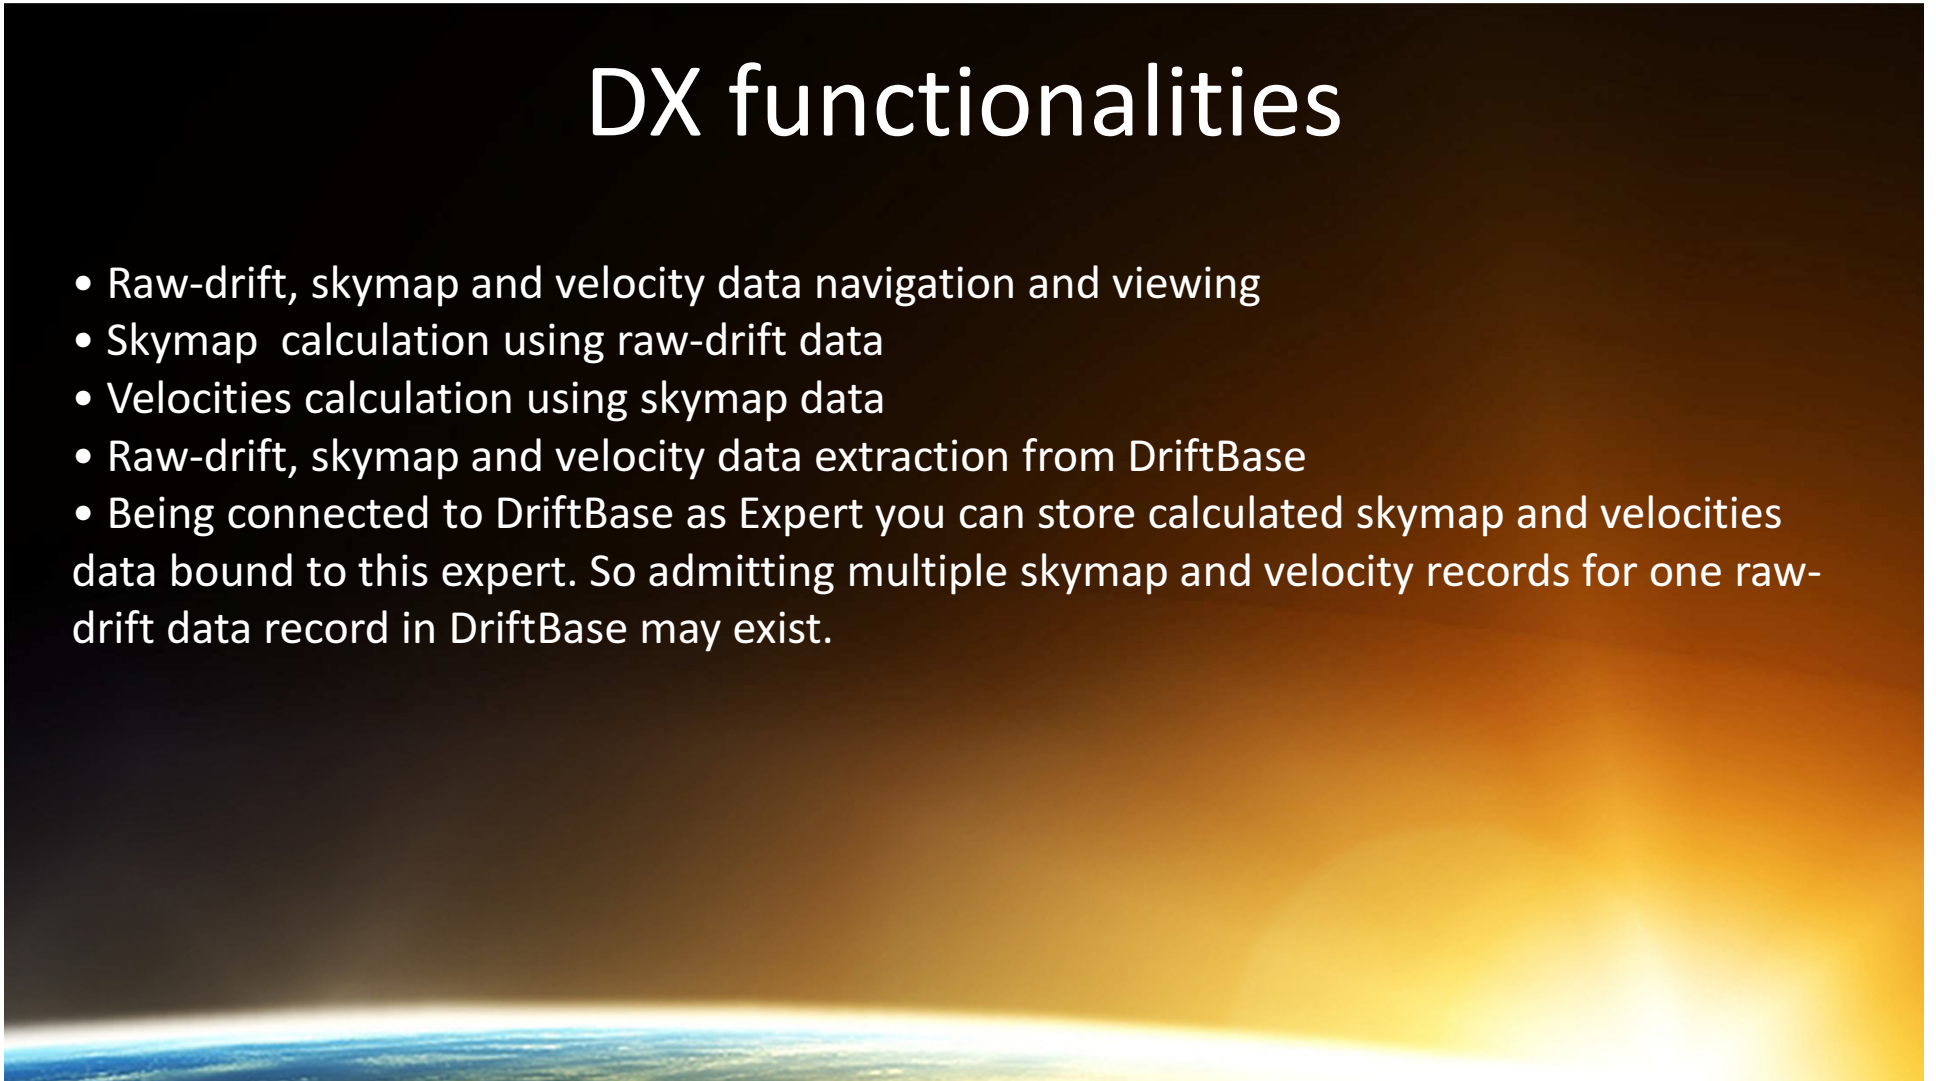 DX functionalities
• Raw-drift, skymap and velocity data navigation and viewing
• Skymap  calculation using raw-drift data
• Velocities calculation using skymap data
• Raw-drift, skymap and velocity data extraction from DriftBase
• Being connected to DriftBase as Expert you can store calculated skymap and velocities
data bound to this expert. So admitting multiple skymap and velocity records for one raw-
drift data record in DriftBase may exist.